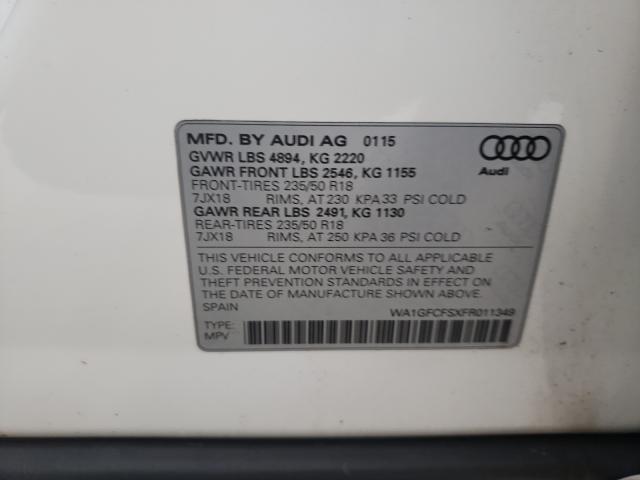 MFD. BY AUDI AG 0115
GVWR LBS 4894, KG 2220
GAWR FRONT LBS 2546, KG 1155
FRONT-TIRES 235/50 R18
7JX18 RIMS, AT 230 KPA 33 PSI COLD
GAWR REAR LBS 2491, KG 1130
REAR-TIRES 235/50 R18
7JX18 RIMS, AT 250 KPA 36 PSI COLD
Audi
THIS VEHICLE CONFORMS TO ALL APPLICABLE
U.S. FEDERAL MOTOR VEHICLE SAFETY AND
THEFT PREVENTION STANDARDS IN EFFECT ON
THE DATE OF MANUFACTURE SHOWN ABOVE.
SPAIN
WA1GFCFSXFR011349
TYPE:
MPV